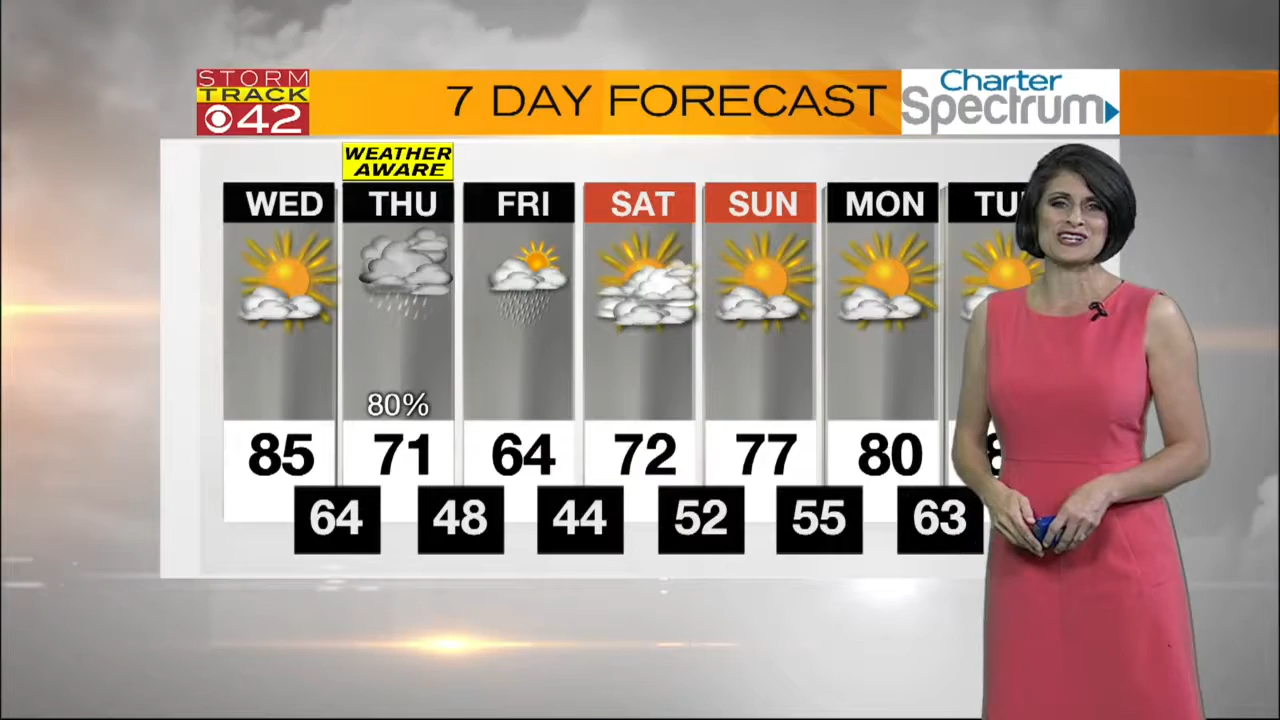 STORM
TRACK
42
7 DAY FORECAST
Charter
Spectrum
WEATHER
AWARE
WED THU FRI SAT SUN MON
80%
85 71 64 72 77 80
64 48 44 52 55 63